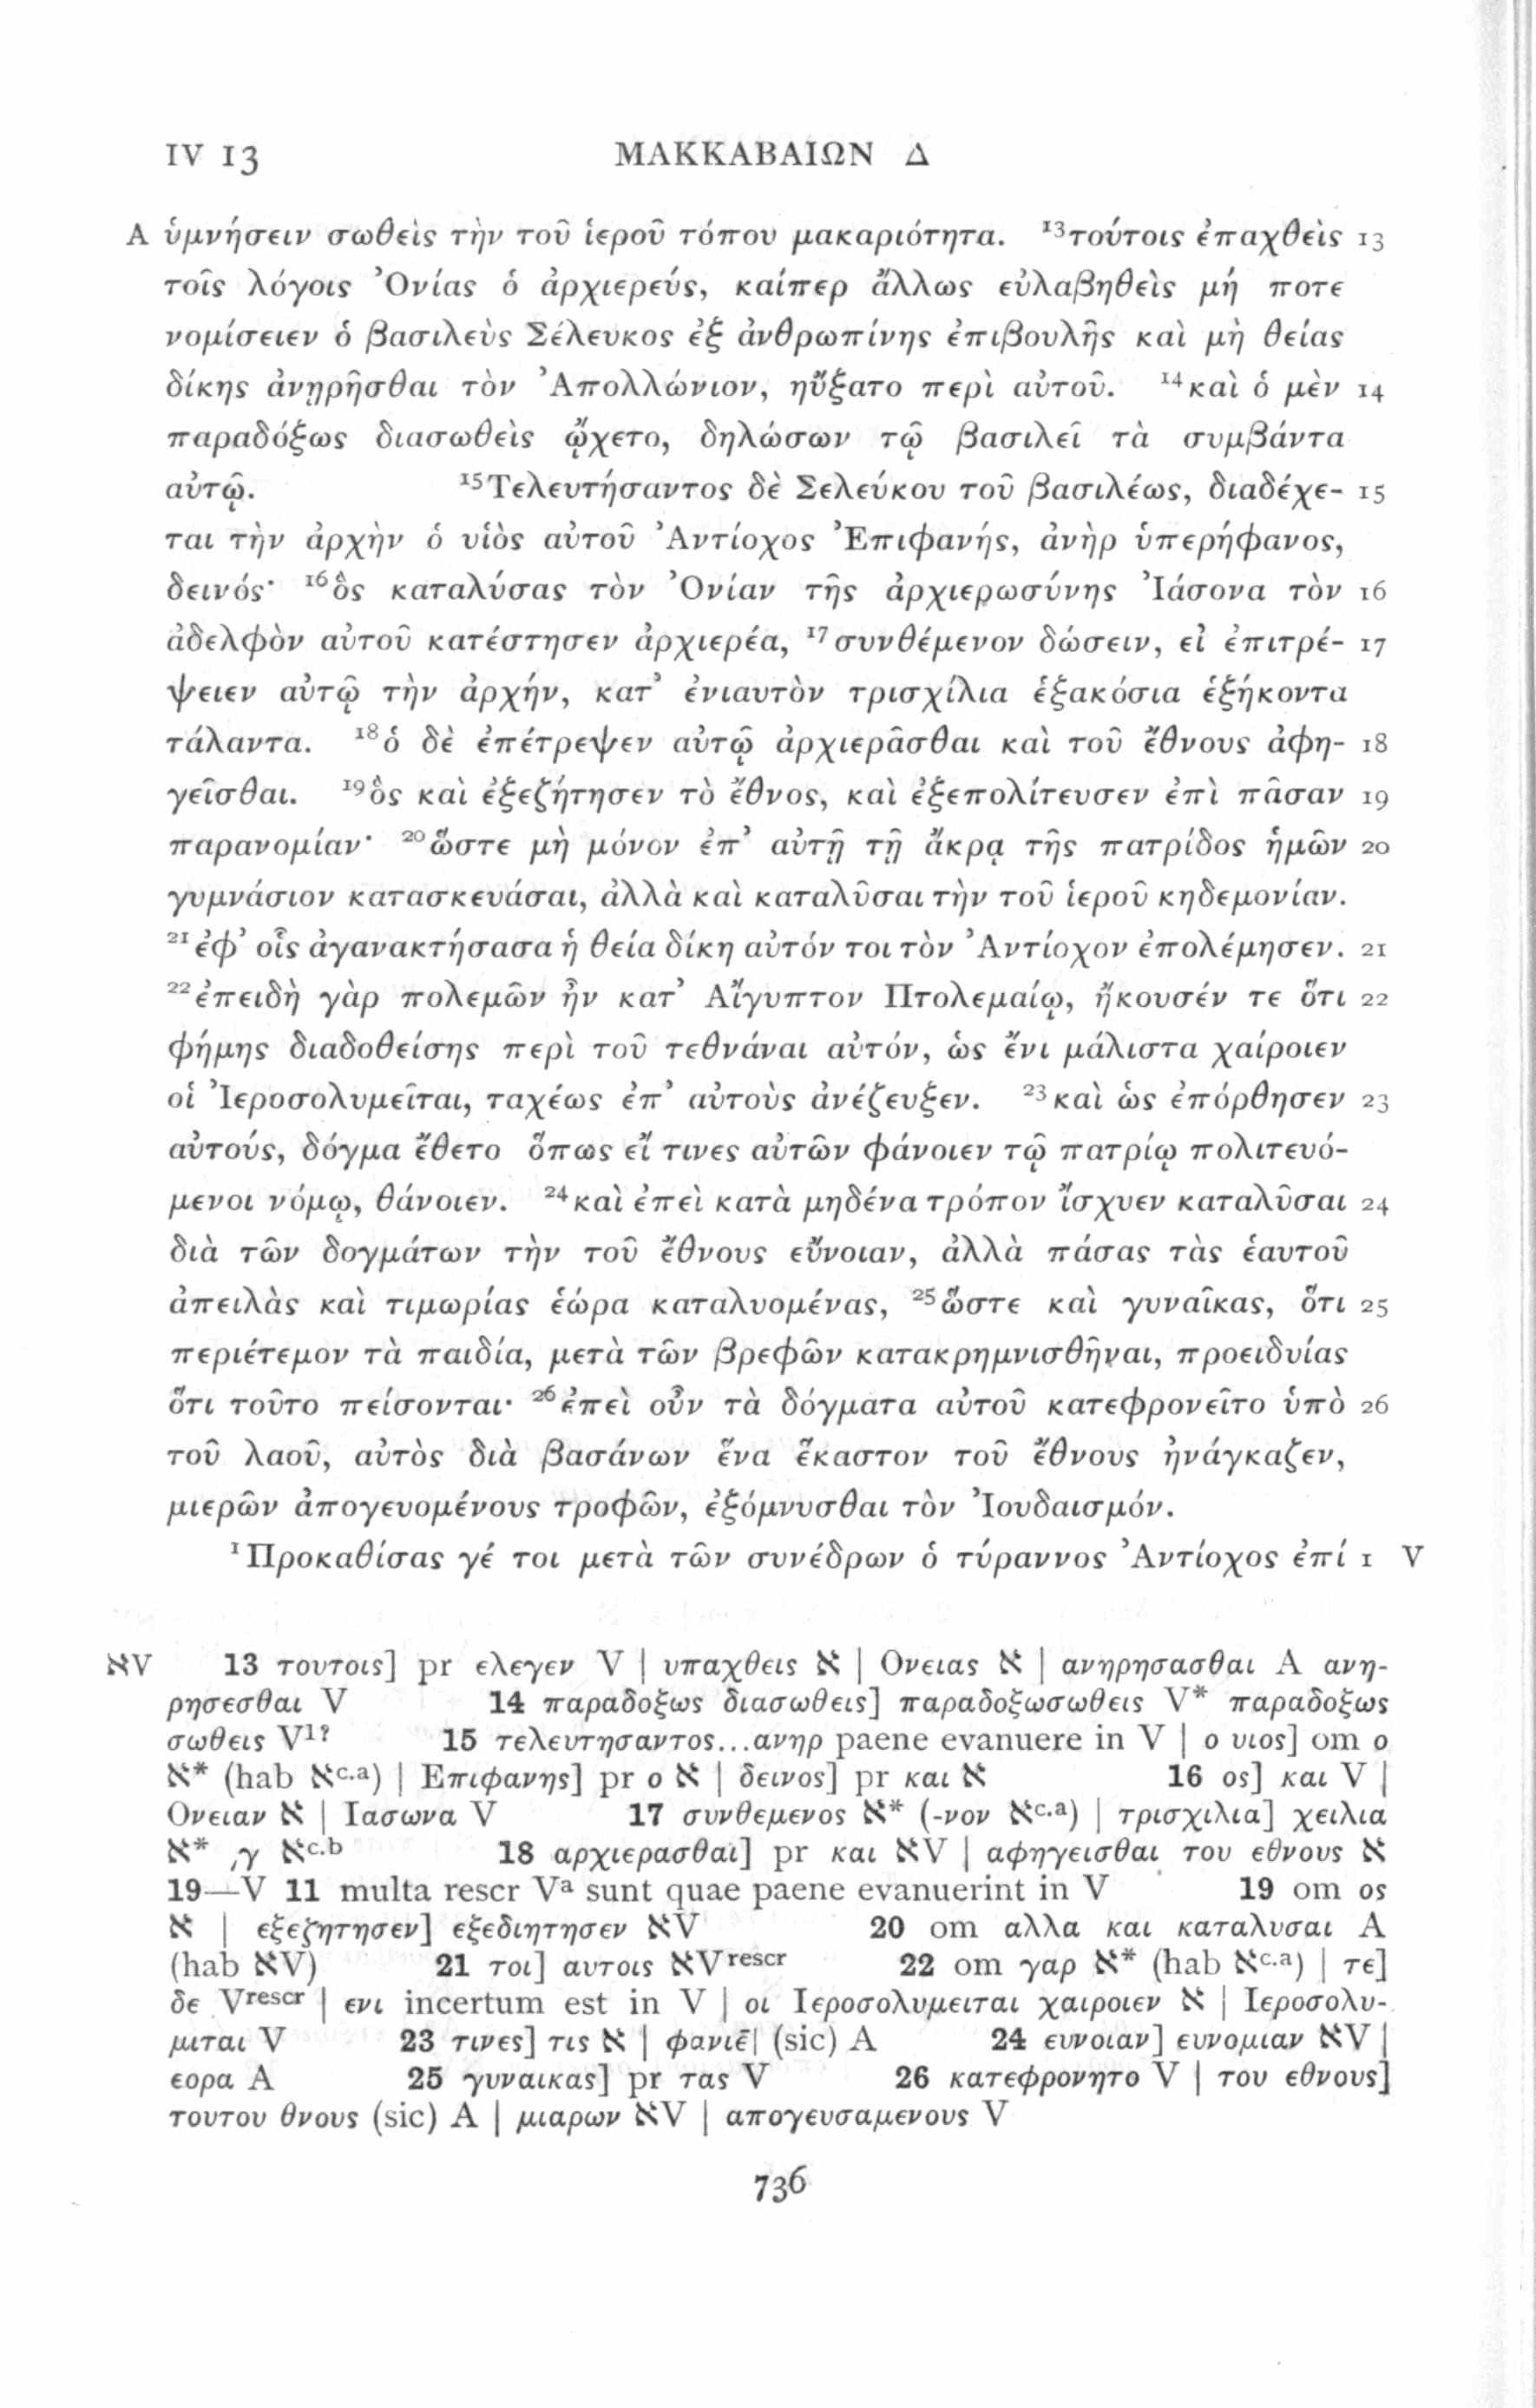 IV 13 ΜΑΚΚΑΒΑΙΩΝ Δ
A ὑμνήσειν σωθεὶς τὴν τοῦ ἱεροῦ τόπου μακαριότητα. ¹³τούτοις ἐπαχθεὶς 13
τοῖς λόγοις Ὀνίας ὁ ἀρχιερεύς, καίπερ ἄλλως εὐλαβηθεὶς μή ποτε
νομίσειεν ὁ βασιλεὺς Σέλευκος ἐξ ἀνθρωπίνης ἐπιβουλῆς καὶ μὴ θείας
δίκης ἀνῃρῆσθαι τὸν Ἀπολλώνιον, ηὔξατο περὶ αὐτοῦ. ¹⁴καὶ ὁ μὲν 14
παραδόξως διασωθεὶς ᾤχετο, δηλώσων τῷ βασιλεῖ τὰ συμβάντα
αὐτῷ. ¹⁵Τελευτήσαντος δὲ Σελεύκου τοῦ βασιλέως, διαδέχε- 15
ται τὴν ἀρχὴν ὁ υἱὸς αὐτοῦ Ἀντίοχος Ἐπιφανής, ἀνὴρ ὑπερήφανος,
δεινός· ¹⁶ὃς καταλύσας τὸν Ὀνίαν τῆς ἀρχιερωσύνης Ἰάσονα τὸν 16
ἀδελφὸν αὐτοῦ κατέστησεν ἀρχιερέα, ¹⁷συνθέμενον δώσειν, εἰ ἐπιτρέ- 17
ψειεν αὐτῷ τὴν ἀρχήν, κατ᾽ ἐνιαυτὸν τρισχίλια ἑξακόσια ἑξήκοντα
τάλαντα. ¹⁸ὁ δὲ ἐπέτρεψεν αὐτῷ ἀρχιερᾶσθαι καὶ τοῦ ἔθνους ἀφη- 18
γεῖσθαι. ¹⁹ὃς καὶ ἐξεζήτησεν τὸ ἔθνος, καὶ ἐξεπολίτευσεν ἐπὶ πᾶσαν 19
παρανομίαν· ²⁰ὥστε μὴ μόνον ἐπ᾽ αὐτῇ τῇ ἄκρᾳ τῆς πατρίδος ἡμῶν 20
γυμνάσιον κατασκευάσαι, ἀλλὰ καὶ καταλῦσαι τὴν τοῦ ἱεροῦ κηδεμονίαν.
²¹ἐφ᾽ οἷς ἀγανακτήσασα ἡ θεία δίκη αὐτόν τοι τὸν Ἀντίοχον ἐπολέμησεν. 21
²²ἐπειδὴ γὰρ πολεμῶν ἦν κατ᾽ Αἴγυπτον Πτολεμαίῳ, ἤκουσέν τε ὅτι 22
φήμης διαδοθείσης περὶ τοῦ τεθνάναι αὐτόν, ὡς ἔνι μάλιστα χαίροιεν
οἱ Ἰεροσολυμεῖται, ταχέως ἐπ᾽ αὐτοὺς ἀνέζευξεν. ²³καὶ ὡς ἐπόρθησεν 23
αὐτούς, δόγμα ἔθετο ὅπως εἴ τινες αὐτῶν φάνοιεν τῷ πατρίῳ πολιτευό-
μενοι νόμῳ, θάνοιεν. ²⁴καὶ ἐπεὶ κατὰ μηδένα τρόπον ἴσχυεν καταλῦσαι 24
διὰ τῶν δογμάτων τὴν τοῦ ἔθνους εὔνοιαν, ἀλλὰ πάσας τὰς ἑαυτοῦ
ἀπειλὰς καὶ τιμωρίας ἑώρα καταλυομένας, ²⁵ὥστε καὶ γυναῖκας, ὅτι 25
περιέτεμον τὰ παιδία, μετὰ τῶν βρεφῶν κατακρημνισθῆναι, προειδυίας
ὅτι τοῦτο πείσονται· ²⁶ἐπεὶ οὖν τὰ δόγματα αὐτοῦ κατεφρονεῖτο ὑπὸ 26
τοῦ λαοῦ, αὐτὸς διὰ βασάνων ἕνα ἕκαστον τοῦ ἔθνους ἠνάγκαζεν,
μιερῶν ἀπογευομένους τροφῶν, ἐξόμνυσθαι τὸν Ἰουδαισμόν.
¹Προκαθίσας γέ τοι μετὰ τῶν συνέδρων ὁ τύραννος Ἀντίοχος ἐπί 1 V
אV 13 τουτοις] pr ελεγεν V | υπαχθεις א | Ονειας א | ανηρησασθαι A ανη-
ρησεσθαι V 14 παραδοξως διασωθεις] παραδοξωσωθεις V* παραδοξως
σωθεις V¹? 15 τελευτησαντος...ανηρ paene evanuere in V | ο υιος] om ο
א* (hab אc.a) | Επιφανης] pr ο א | δεινος] pr και א 16 ος] και V |
Ονειαν א | Ιασωνα V 17 συνθεμενος א* (-νον אc.a) | τρισχιλια] χειλια
א* ͵γ אc.b 18 αρχιερασθαι] pr και אV | αφηγεισθαι του εθνους א
19—V 11 multa rescr Vᵃ sunt quae paene evanuerint in V 19 om ος
א | εξεζητησεν] εξεδιητησεν אV 20 om αλλα και καταλυσαι A
(hab אV) 21 τοι] αυτοις אVrescr 22 om γαρ א* (hab אc.a) | τε]
δε Vrescr | ενι incertum est in V | οι Ιεροσολυμειται χαιροιεν א | Ιεροσολυ-
μιται V 23 τινες] τις א | φανιε̄| (sic) A 24 ευνοιαν] ευνομιαν אV |
εορα A 25 γυναικας] pr τας V 26 κατεφρονητο V | του εθνους]
τουτου θνους (sic) A | μιαρων אV | απογευσαμενους V
736